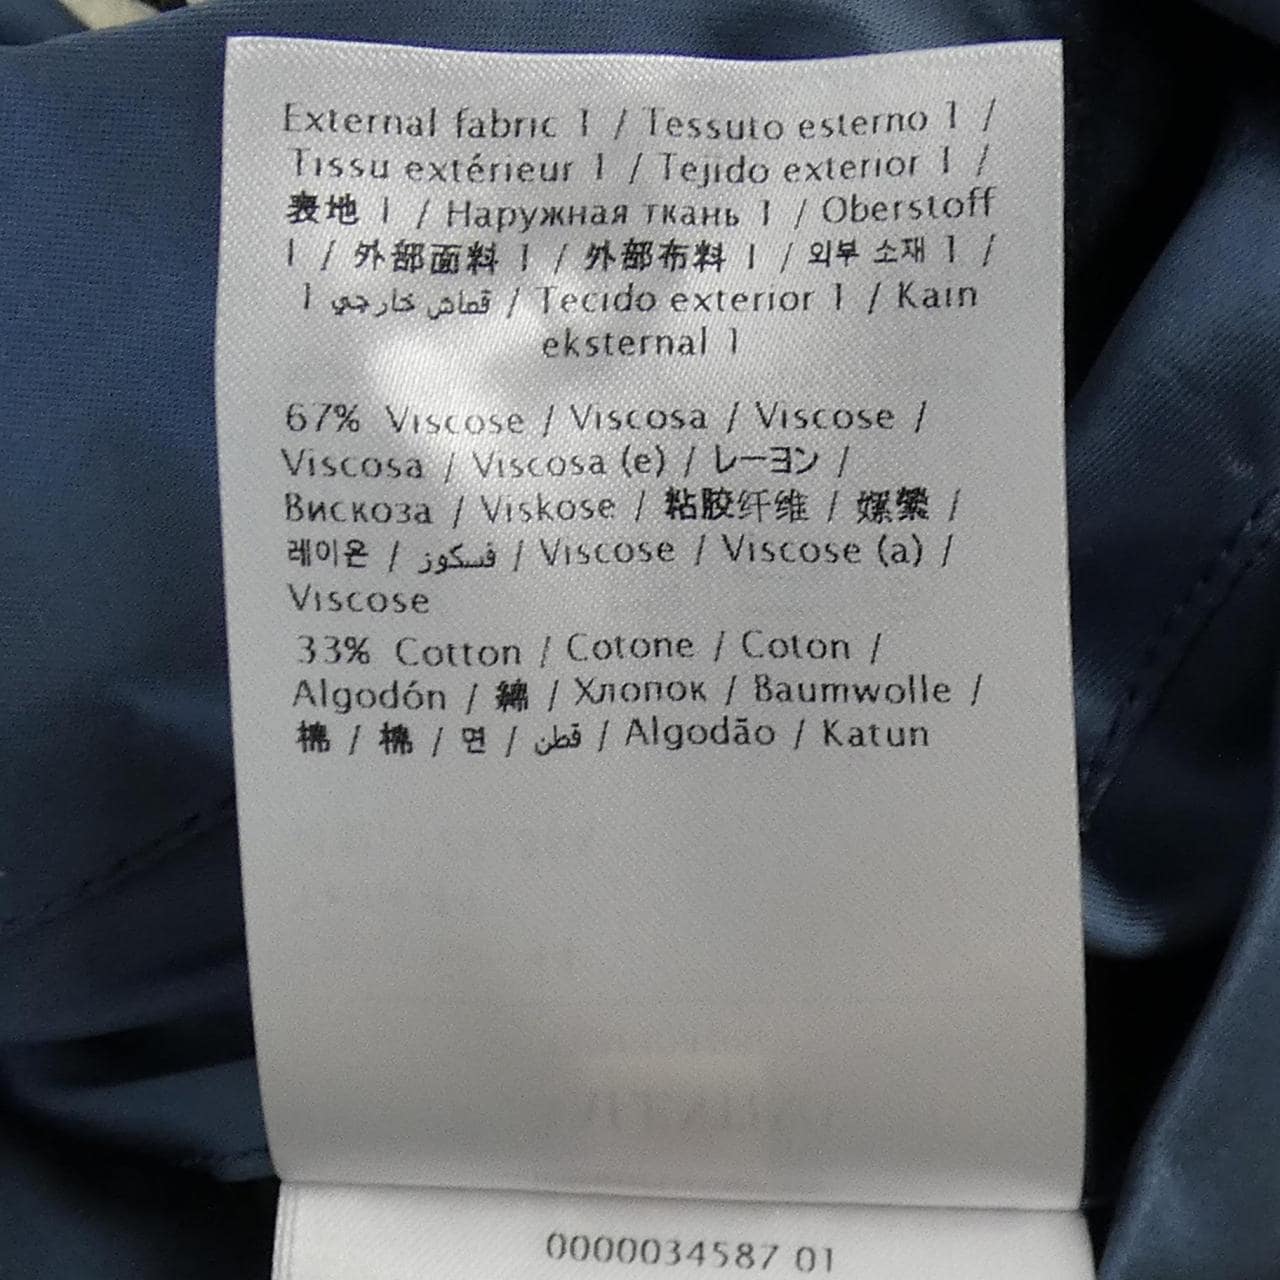 External fabric 1 / Tessuto esterno 1 /
Tissu extérieur 1 / Tejido exterior 1 /
表地 1 / Наружная ткань 1 / Oberstoff
1 / 外部面料 1 / 外部布料 1 / 외부 소재 1 /
قماش خارجي 1 / Tecido exterior 1 / Kain
eksternal 1
67% Viscose / Viscosa / Viscose /
Viscosa / Viscosa (e) / レーヨン /
Вискоза / Viskose / 粘胶纤维 / 嫘縈 /
레이온 / فسكوز / Viscose / Viscose (a) /
Viscose
33% Cotton / Cotone / Coton /
Algodón / 綿 / Хлопок / Baumwolle /
棉 / 棉 / 면 / قطن / Algodão / Katun
0000034587 01